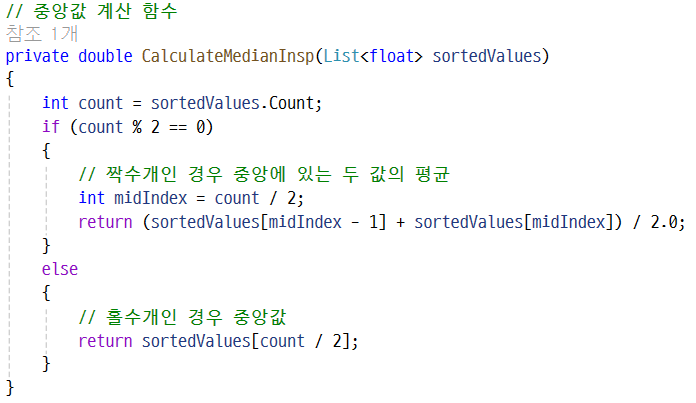 // 중앙값 계산 함수
참조 1개
private double CalculateMedianInsp(List<float> sortedValues)
{
    int count = sortedValues.Count;
    if (count % 2 == 0)
    {
        // 짝수개인 경우 중앙에 있는 두 값의 평균
        int midIndex = count / 2;
        return (sortedValues[midIndex - 1] + sortedValues[midIndex]) / 2.0;
    }
    else
    {
        // 홀수개인 경우 중앙값
        return sortedValues[count / 2];
    }
}